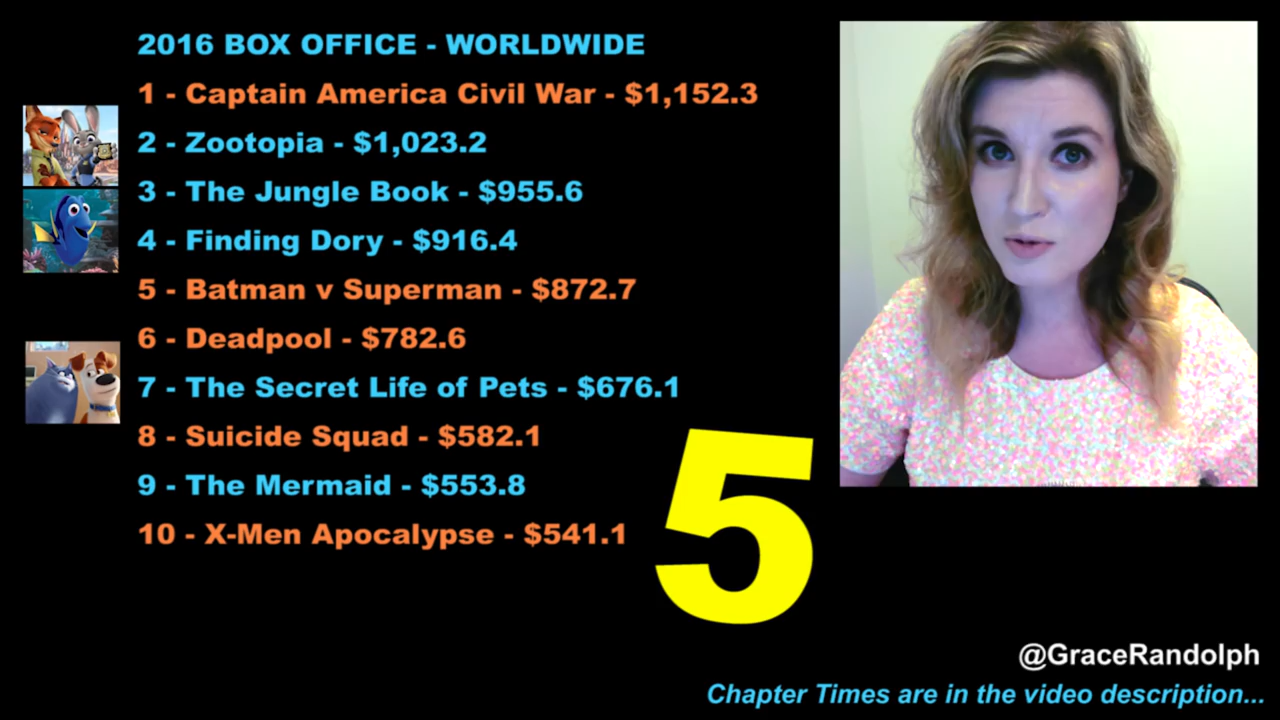 2016 BOX OFFICE - WORLDWIDE
1 - Captain America Civil War - $1,152.3
2 - Zootopia - $1,023.2
3 - The Jungle Book - $955.6
4 - Finding Dory - $916.4
5 - Batman v Superman - $872.7
6 - Deadpool - $782.6
7 - The Secret Life of Pets - $676.1
8 - Suicide Squad - $582.1
9 - The Mermaid - $553.8
10 - X-Men Apocalypse - $541.1
5
@GraceRandolph
Chapter Times are in the video description...